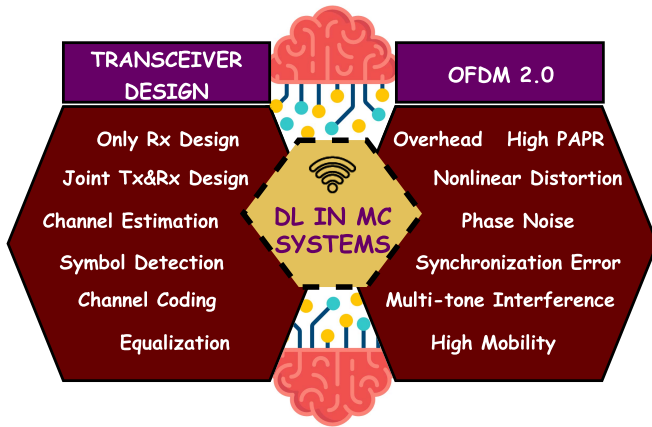 TRANSCEIVER
DESIGN
Only Rx Design
Joint Tx&Rx Design
Channel Estimation
Symbol Detection
Channel Coding
Equalization
DL IN MC
SYSTEMS
OFDM 2.0
Overhead High PAPR
Nonlinear Distortion
Phase Noise
Synchronization Error
Multi-tone Interference
High Mobility